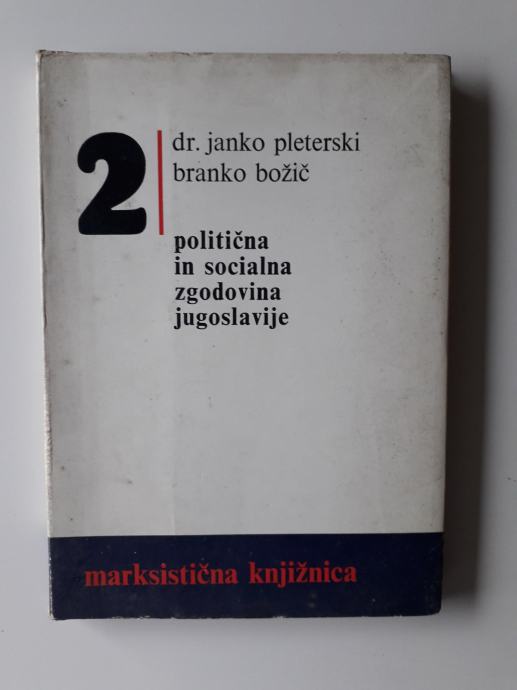 2
dr. janko pleterski
branko božič
politična
in socialna
zgodovina
jugoslavije
marksistična knjižnica